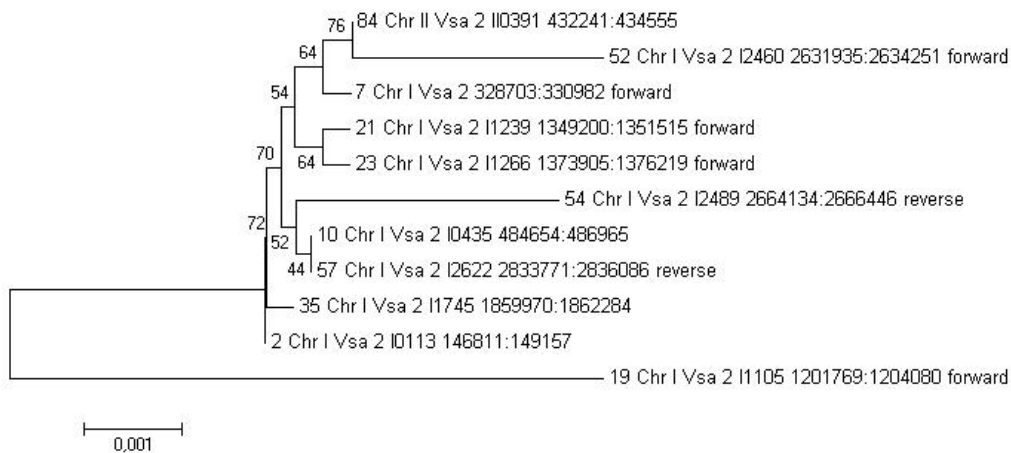 76
84 Chr II Vsa 2 II0391 432241:434555
64
52 Chr I Vsa 2 I2460 2631935:2634251 forward
54
7 Chr I Vsa 2 328703:330982 forward
21 Chr I Vsa 2 I1239 1349200:1351515 forward
70
64
23 Chr I Vsa 2 I1266 1373905:1376219 forward
54 Chr I Vsa 2 I2489 2664134:2666446 reverse
72
52
10 Chr I Vsa 2 I0435 484654:486965
44
57 Chr I Vsa 2 I2622 2833771:2836086 reverse
35 Chr I Vsa 2 I1745 1859970:1862284
2 Chr I Vsa 2 I0113 146811:149157
19 Chr I Vsa 2 I1105 1201769:1204080 forward
0,001